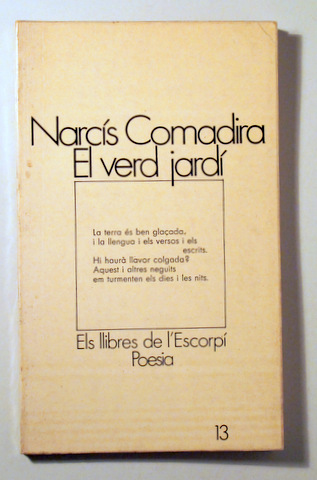 Narcís Comadira
El verd jardí
La terra és ben glaçada,
i la llengua i els versos i els
escrits.
Hi haurà llavor colgada?
Aquest i altres neguits
em turmenten els dies i les nits.
Els llibres de l'Escorpí
Poesia
13